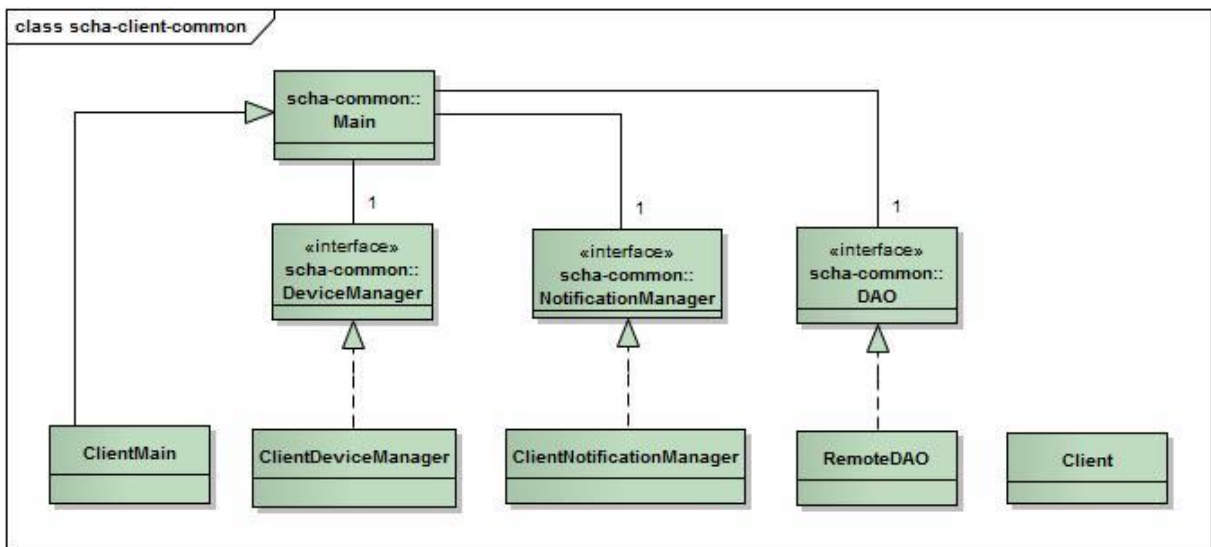 class scha-client-common
scha-common::
Main
1
1
1
«interface»
scha-common::
DeviceManager
«interface»
scha-common::
NotificationManager
«interface»
scha-common::
DAO
ClientMain
ClientDeviceManager
ClientNotificationManager
RemoteDAO
Client